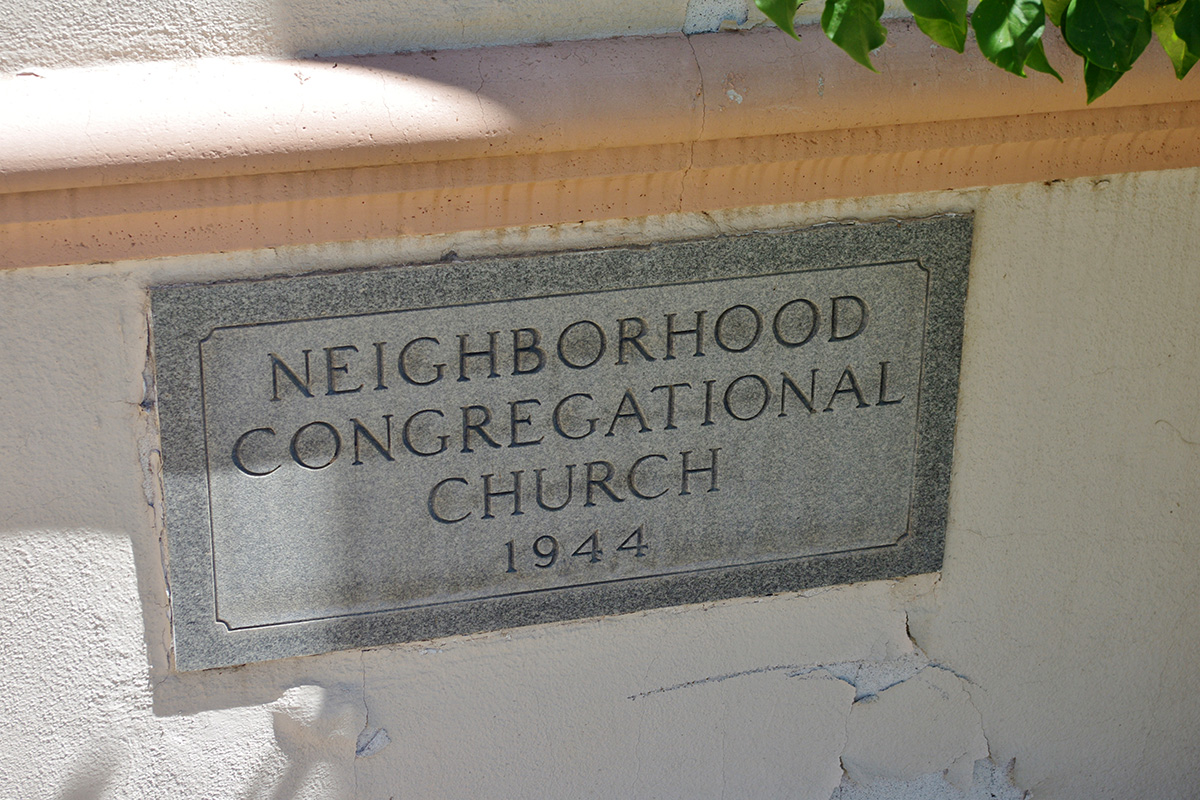 NEIGHBORHOOD
CONGREGATIONAL
CHURCH
1944